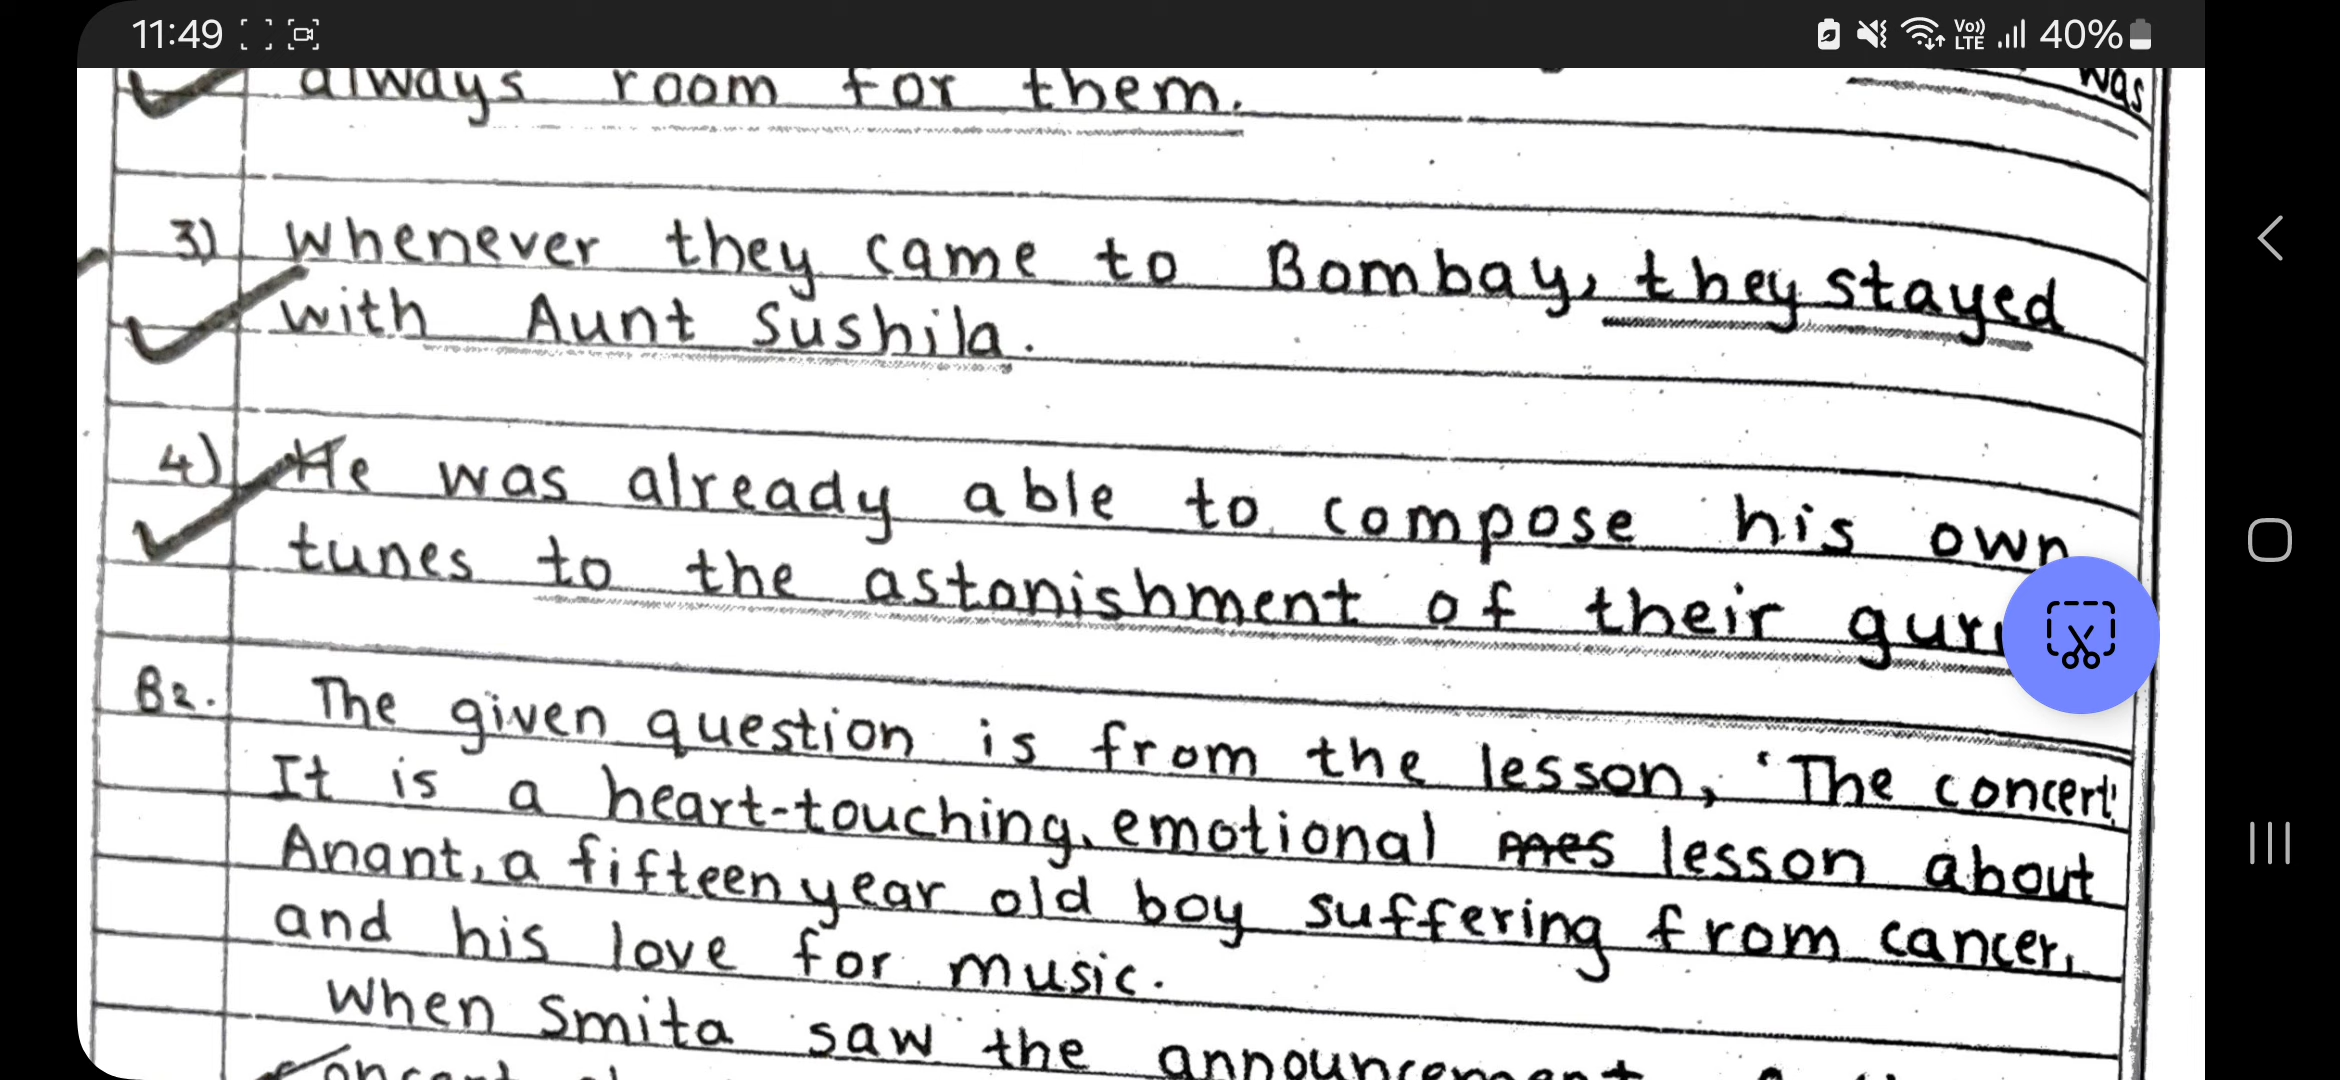 11:49 Vo)) LTE 40%
was
always room for them.
3) Whenever they came to Bombay, they stayed
with Aunt Sushila.
4) He was already able to compose his own
tunes to the astonishment of their
B2. The given question is from the lesson, 'The concert'.
It is a heart-touching, emotional lesson about
Anant, a fifteen year old boy suffering from cancer,
and his love for music.
When Smita saw the announcement